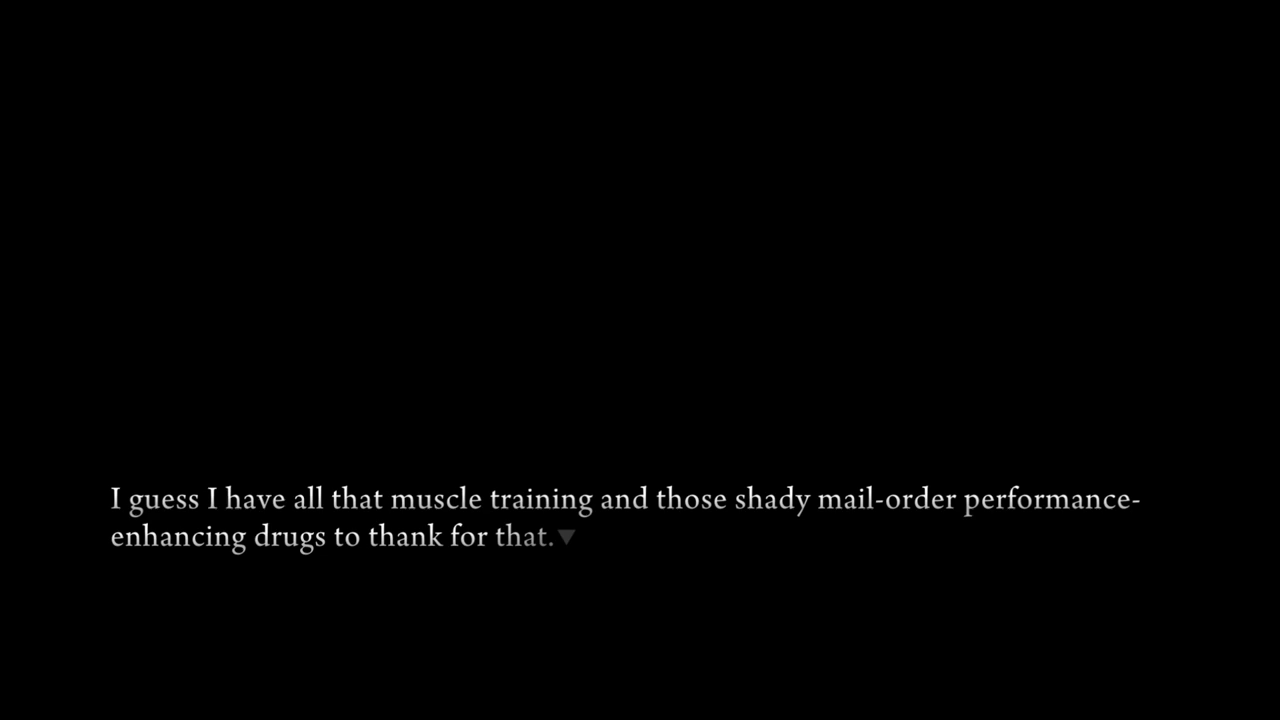 I guess I have all that muscle training and those shady mail-order performance-
enhancing drugs to thank for that.